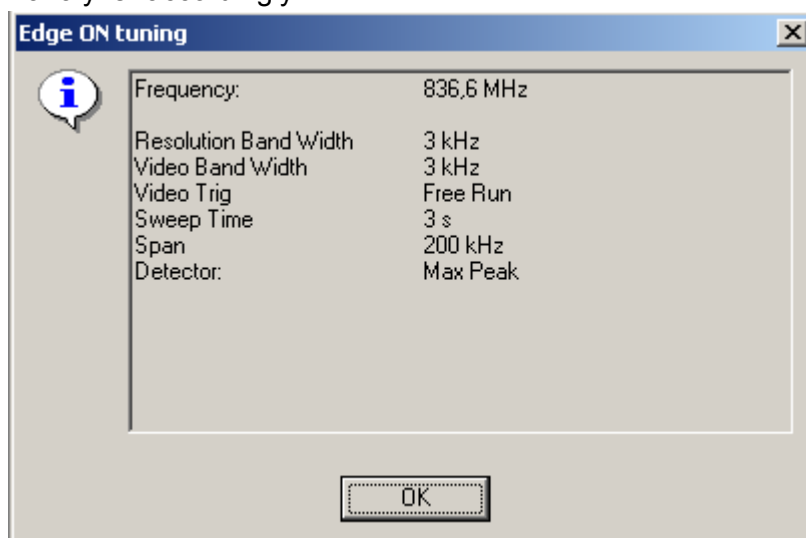 Edge ON tuning
Frequency: 836,6 MHz
Resolution Band Width 3 kHz
Video Band Width 3 kHz
Video Trig Free Run
Sweep Time 3 s
Span 200 kHz
Detector: Max Peak
OK